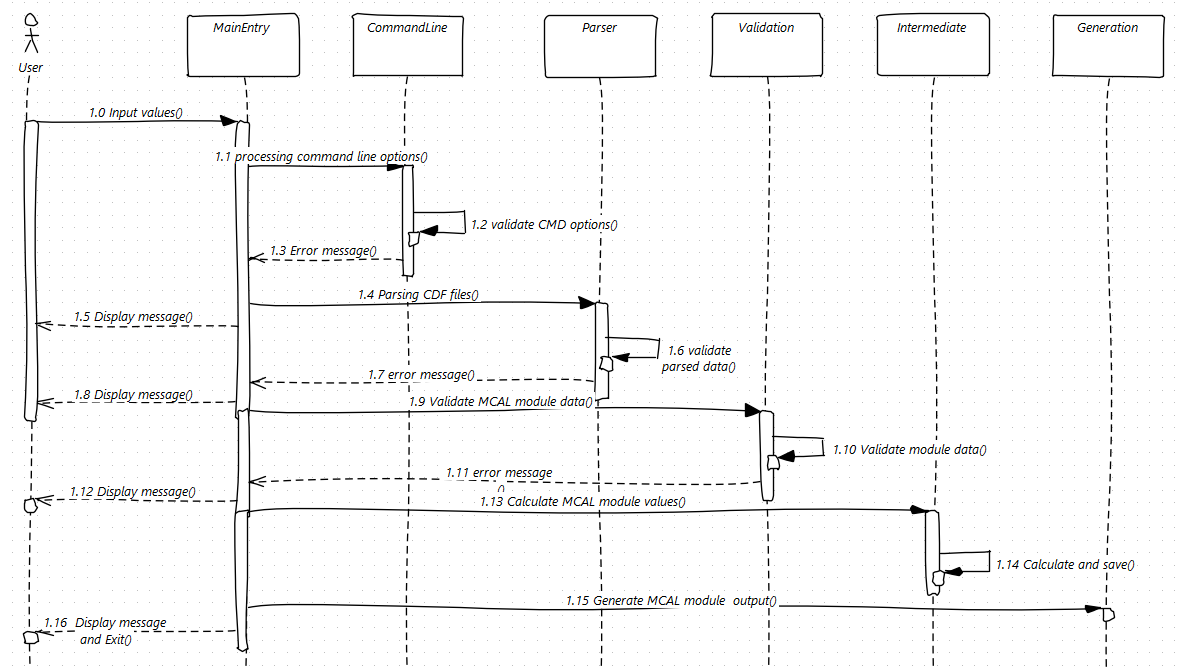 User
MainEntry
CommandLine
Parser
Validation
Intermediate
Generation
1.0 Input values()
1.1 processing command line options()
1.2 validate CMD options()
1.3 Error message()
1.4 Parsing CDF files()
1.5 Display message()
1.6 validate
parsed data()
1.7 error message()
1.8 Display message()
1.9 Validate MCAL module data()
1.10 Validate module data()
1.11 error message
()
1.12 Display message()
1.13 Calculate MCAL module values()
1.14 Calculate and save()
1.15 Generate MCAL module output()
1.16 Display message
and Exit()